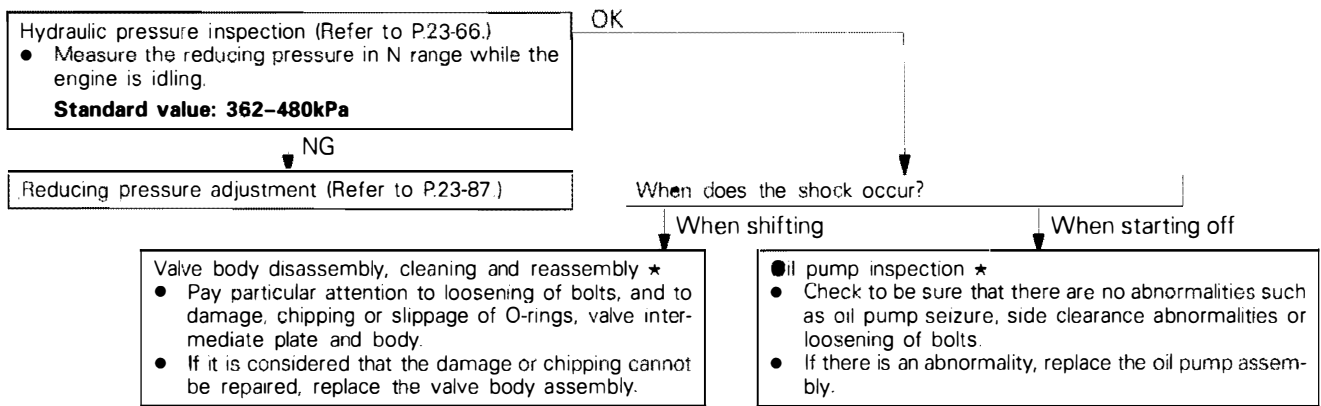 Hydraulic pressure inspection (Refer to P.23-66.)
● Measure the reducing pressure in N range while the
engine is idling.
Standard value: 362–480kPa
OK
NG
Reducing pressure adjustment (Refer to P.23-87.)
When does the shock occur?
When shifting
When starting off
Valve body disassembly, cleaning and reassembly ★
● Pay particular attention to loosening of bolts, and to
damage, chipping or slippage of O-rings, valve inter-
mediate plate and body.
● If it is considered that the damage or chipping cannot
be repaired, replace the valve body assembly.
Oil pump inspection ★
● Check to be sure that there are no abnormalities such
as oil pump seizure, side clearance abnormalities or
loosening of bolts.
● If there is an abnormality, replace the oil pump assem-
bly.